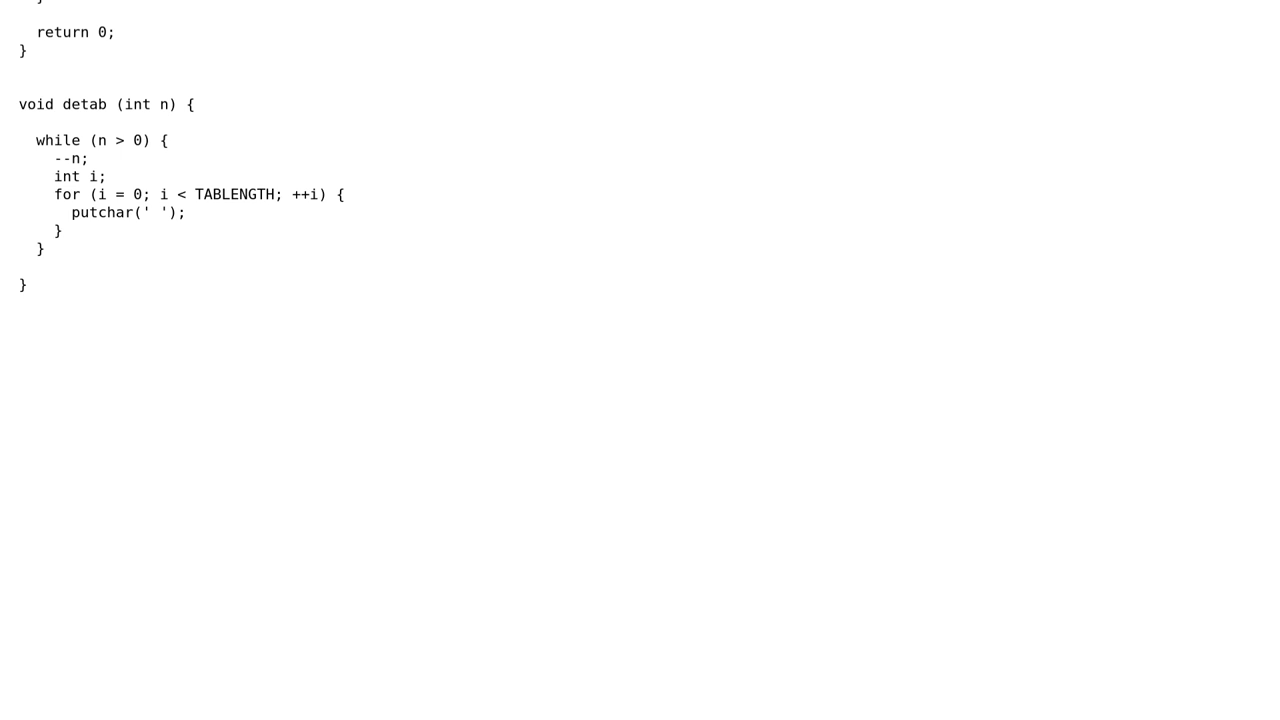 }
  return 0;
}
void detab (int n) {
  while (n > 0) {
    --n;
    int i;
    for (i = 0; i < TABLENGTH; ++i) {
      putchar(' ');
    }
  }
}